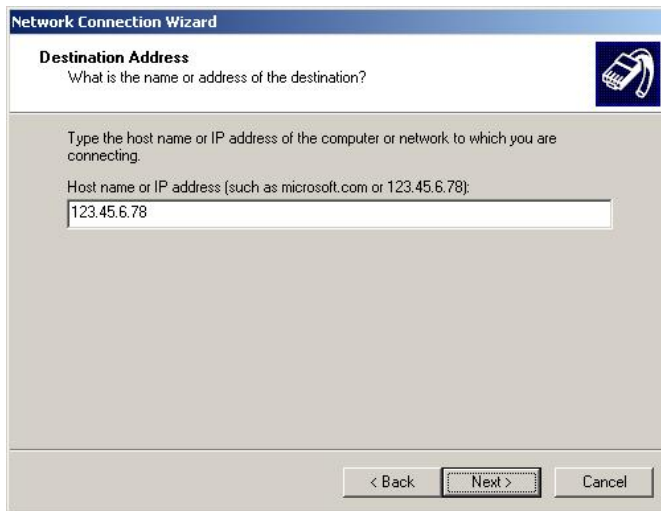 Network Connection Wizard
Destination Address
What is the name or address of the destination?
Type the host name or IP address of the computer or network to which you are
connecting.
Host name or IP address (such as microsoft.com or 123.45.6.78):
123.45.6.78
< Back
Next >
Cancel